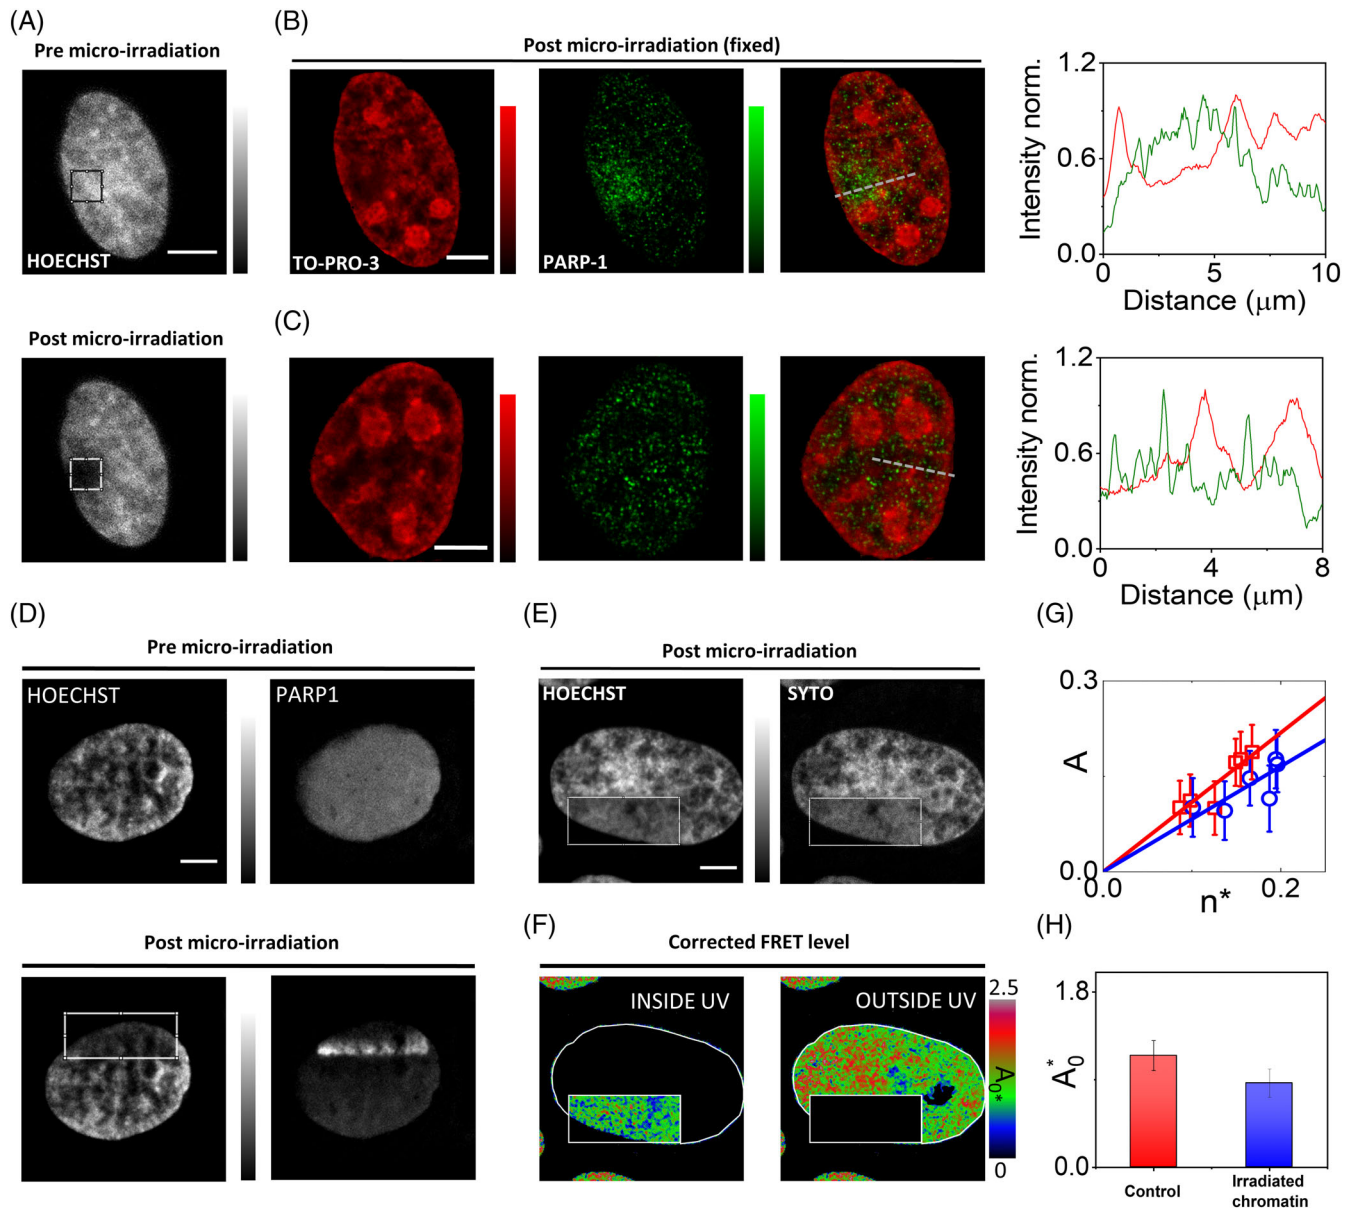 (A)
Pre micro-irradiation
HOECHST
Post micro-irradiation
(B)
Post micro-irradiation (fixed)
TO-PRO-3
PARP-1
Intensity norm.
1.2
0.6
0.0
0
5
10
Distance (μm)
(C)
Intensity norm.
1.2
0.6
0.0
0
4
8
Distance (μm)
(D)
Pre micro-irradiation
HOECHST
PARP1
Post micro-irradiation
(E)
Post micro-irradiation
HOECHST
SYTO
(F)
Corrected FRET level
INSIDE UV
OUTSIDE UV
2.5
A₀*
0
(G)
0.3
A
0.0
0.0
n*
0.2
(H)
1.8
A₀*
0.0
Control
Irradiated
chromatin